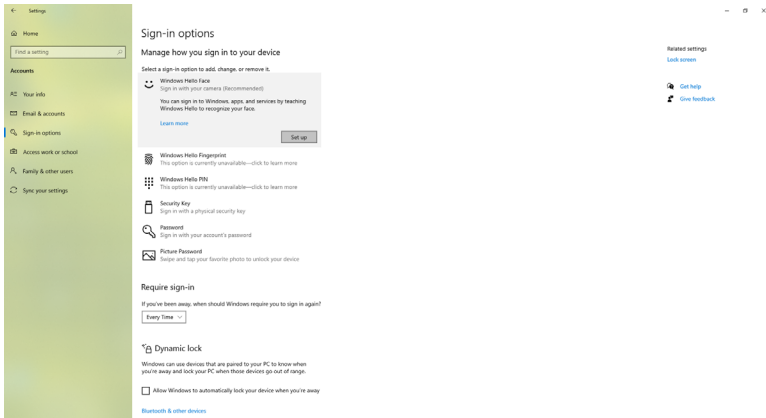 Settings
Home
Find a setting
Accounts
Your info
Email & accounts
Sign-in options
Access work or school
Family & other users
Sync your settings
Sign-in options
Manage how you sign in to your device
Select a sign-in option to add, change, or remove it.
Windows Hello Face
Sign in with your camera (Recommended)
You can sign in to Windows, apps, and services by teaching
Windows Hello to recognize your face.
Learn more
Set up
Windows Hello Fingerprint
This option is currently unavailable—click to learn more
Windows Hello PIN
This option is currently unavailable—click to learn more
Security Key
Sign in with a physical security key
Password
Sign in with your account's password
Picture Password
Swipe and tap your favorite photo to unlock your device
Require sign-in
If you've been away, when should Windows require you to sign in again?
Every Time
Dynamic lock
Windows can use devices that are paired to your PC to know when
you're away and lock your PC when those devices go out of range.
Allow Windows to automatically lock your device when you're away
Bluetooth & other devices
Related settings
Lock screen
Get help
Give feedback